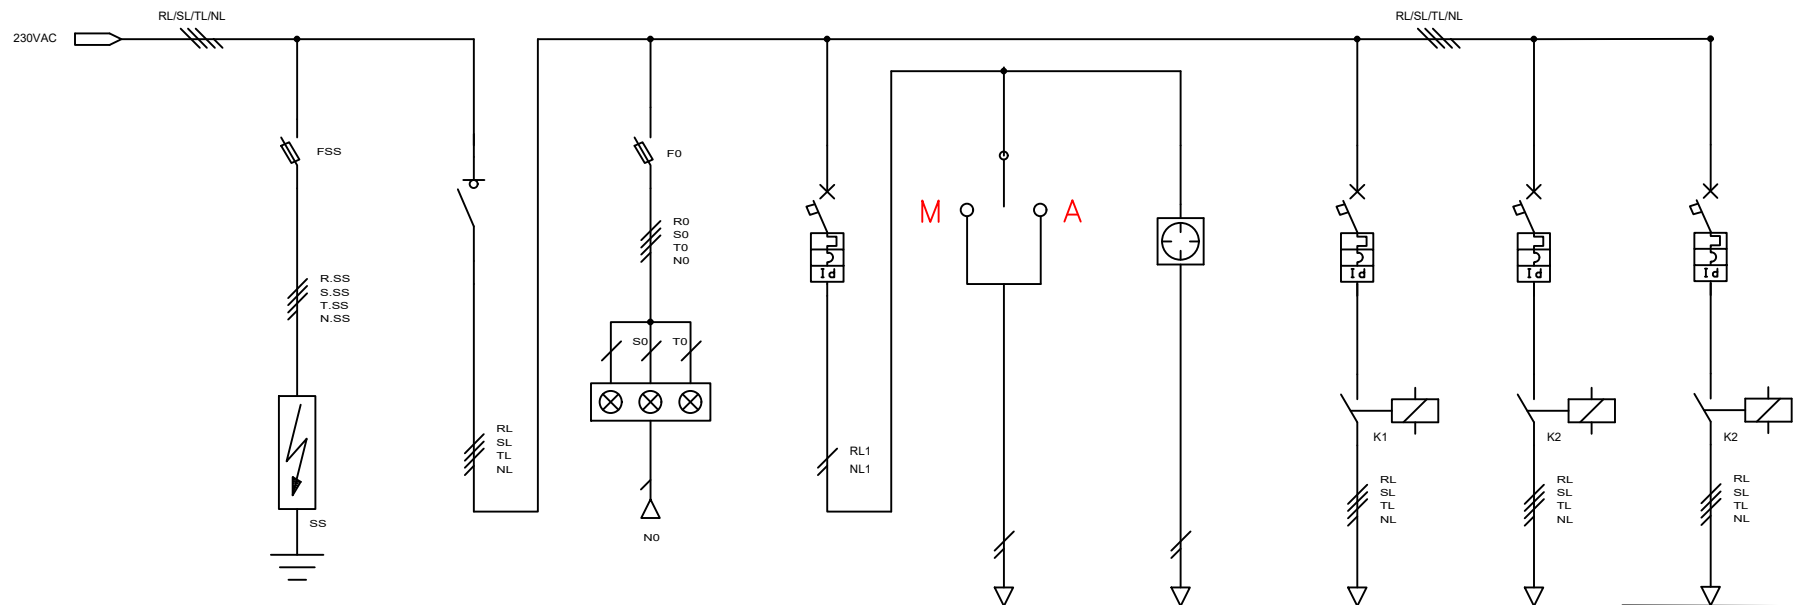 RL/SL/TL/NL
RL/SL/TL/NL
230VAC
FSS
F0
R0
S0
T0
N0
M
A
Id
Id
Id
Id
R.SS
S.SS
T.SS
N.SS
S0
T0
RL
SL
TL
NL
RL1
NL1
K1
K2
K2
RL
SL
TL
NL
RL
SL
TL
NL
RL
SL
TL
NL
SS
N0